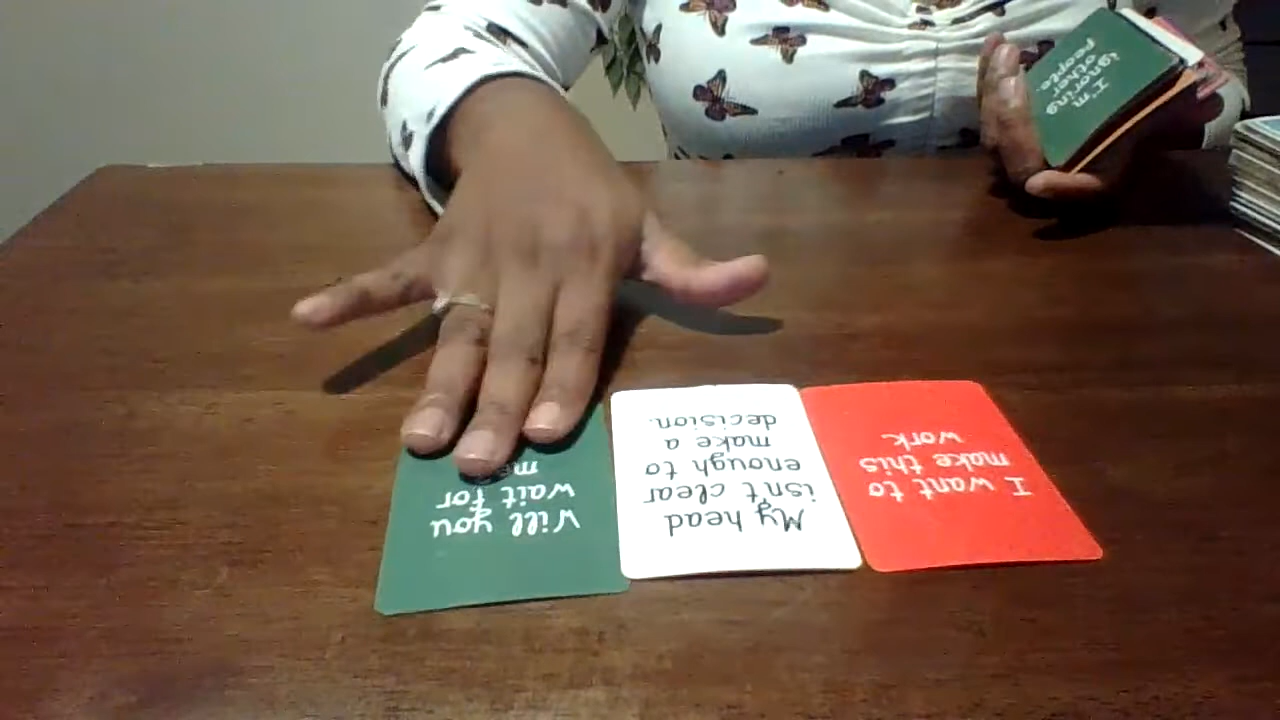 I'm
ignoring
other
people.
Will you
wait for
me
My head
isn't clear
enough to
make a
decision.
I want to
make this
work.